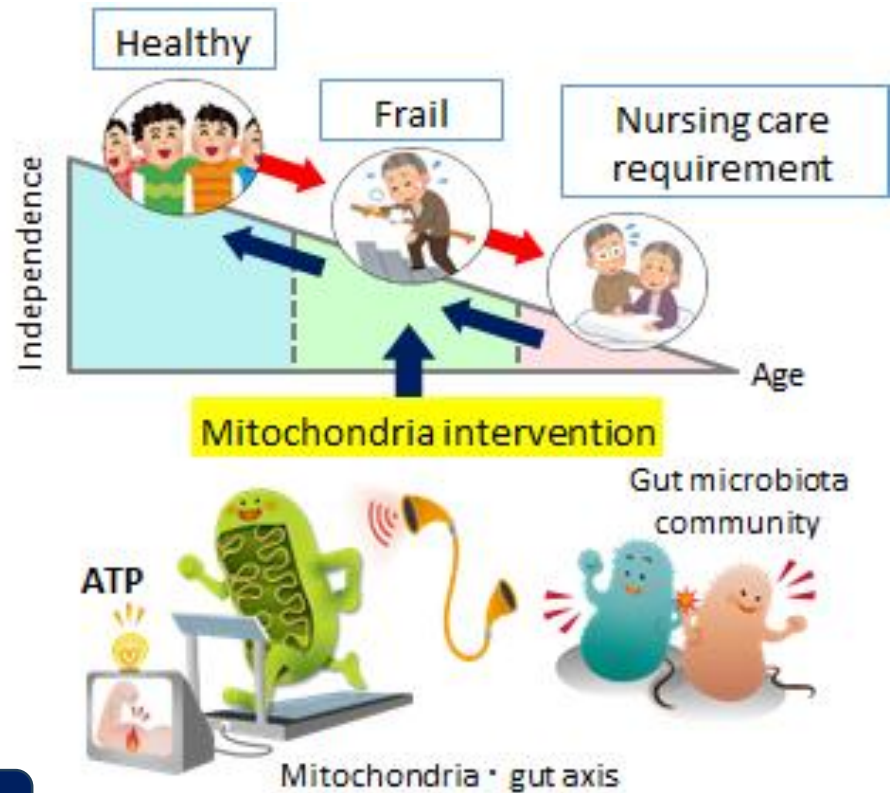 Healthy
Frail
Nursing care
requirement
Independence
Age
Mitochondria intervention
Gut microbiota
community
ATP
Mitochondria・gut axis